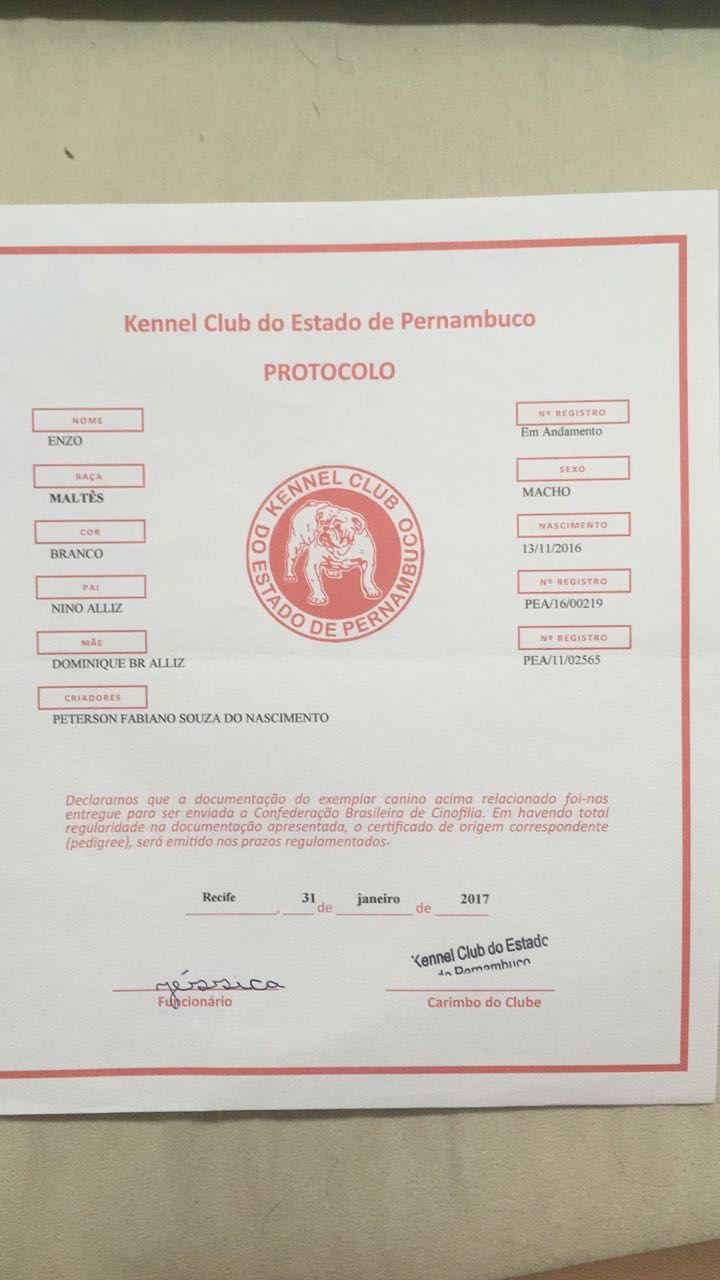 Kennel Club do Estado de Pernambuco
PROTOCOLO
NOME
ENZO
Nº REGISTRO
Em Andamento
RAÇA
MALTÊS
SEXO
MACHO
COR
BRANCO
NASCIMENTO
13/11/2016
PAI
NINO ALLIZ
Nº REGISTRO
PEA/16/00219
MÃE
DOMINIQUE BR ALLIZ
Nº REGISTRO
PEA/11/02565
CRIADORES
PETERSON FABIANO SOUZA DO NASCIMENTO
KENNEL CLUB
DO ESTADO DE PERNAMBUCO
Declaramos que a documentação do exemplar canino acima relacionado foi-nos
entregue para ser enviada a Confederação Brasileira de Cinofilia. Em havendo total
regularidade na documentação apresentada, o certificado de origem correspondente
(pedigree), será emitido nos prazos regulamentados.
Recife, 31 de janeiro de 2017
jéssica
Funcionário
Kennel Club do Estado
do Pernambuco
Carimbo do Clube